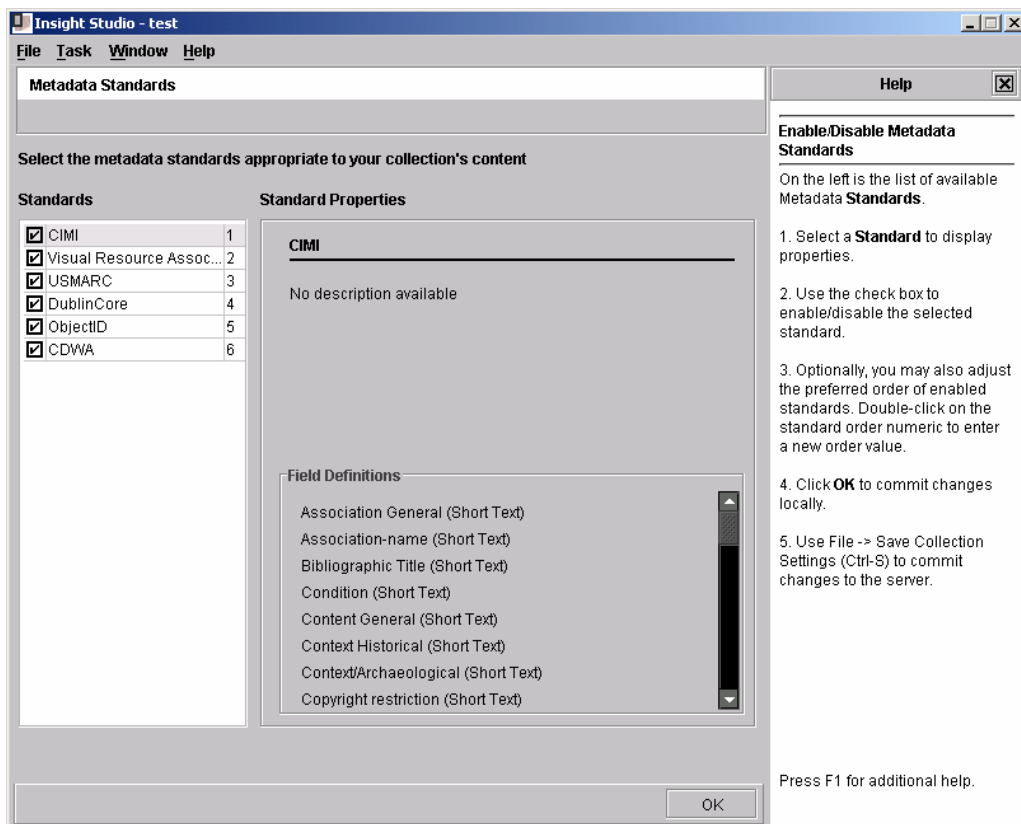 Insight Studio - test
File Task Window Help
Metadata Standards
Select the metadata standards appropriate to your collection's content
Standards
CIMI 1
Visual Resource Assoc... 2
USMARC 3
DublinCore 4
ObjectID 5
CDWA 6
Standard Properties
CIMI
No description available
Field Definitions
Association General (Short Text)
Association-name (Short Text)
Bibliographic Title (Short Text)
Condition (Short Text)
Content General (Short Text)
Context Historical (Short Text)
Context/Archaeological (Short Text)
Copyright restriction (Short Text)
OK
Help
Enable/Disable Metadata
Standards
On the left is the list of available
Metadata Standards.
1. Select a Standard to display
properties.
2. Use the check box to
enable/disable the selected
standard.
3. Optionally, you may also adjust
the preferred order of enabled
standards. Double-click on the
standard order numeric to enter
a new order value.
4. Click OK to commit changes
locally.
5. Use File -> Save Collection
Settings (Ctrl-S) to commit
changes to the server.
Press F1 for additional help.